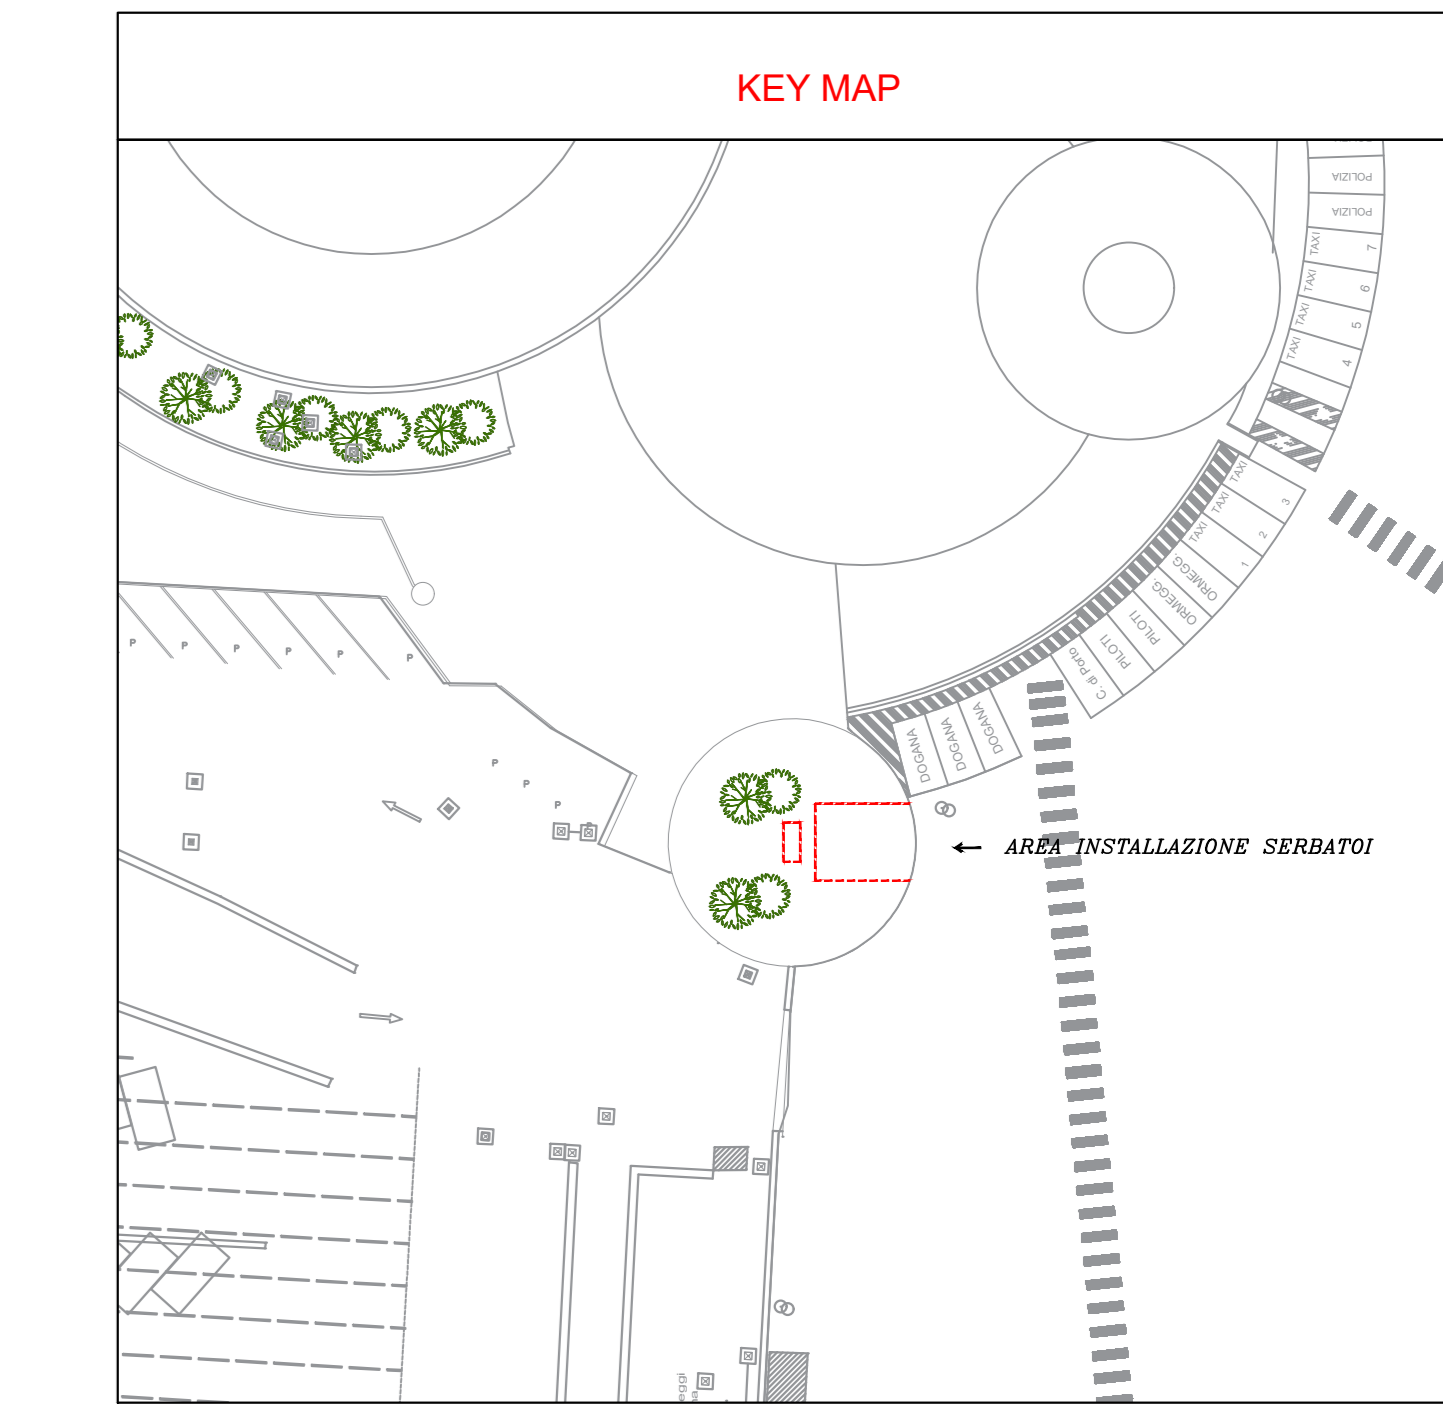 KEY MAP
POLIZIA
POLIZIA
TAXI 7
TAXI 6
TAXI 5
TAXI 4
TAXI 3
TAXI 2
TAXI 1
ORMEGG.
ORMEGG.
PILOTI
PILOTI
C. di Porto
DOGANA
DOGANA
DOGANA
P
P
P
P
P
P
P
P
P
AREA INSTALLAZIONE SERBATOI